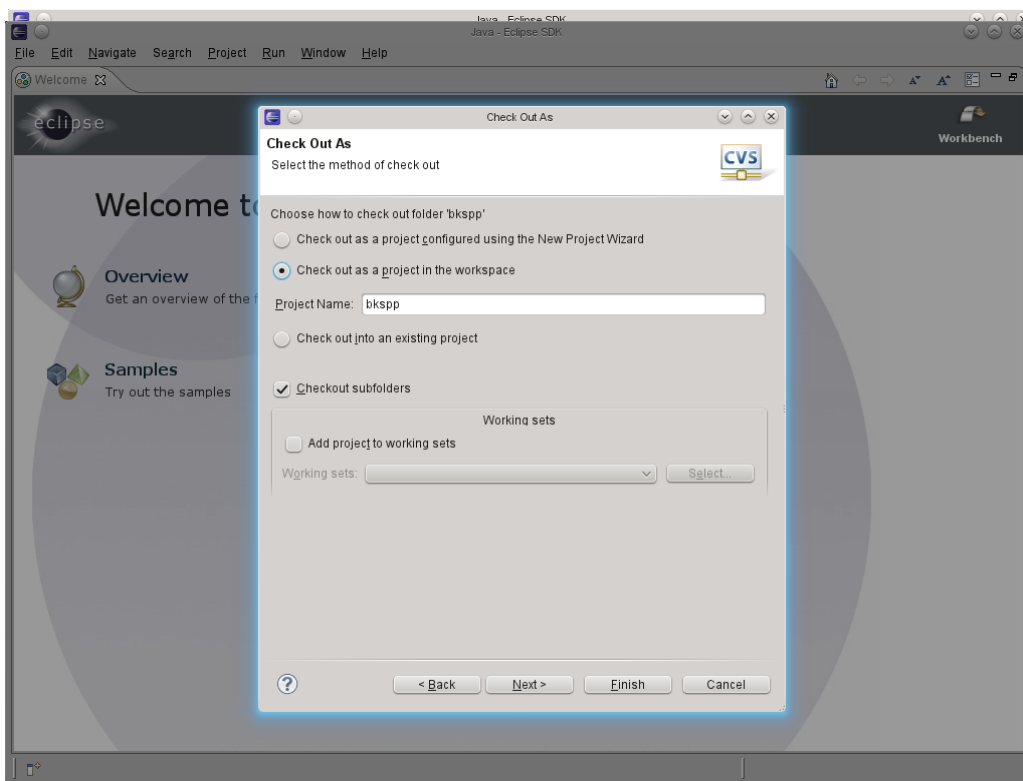 Java - Eclipse SDK
Java - Eclipse SDK
File Edit Navigate Search Project Run Window Help
Welcome
eclipse
Workbench
Welcome to
Overview
Get an overview of the f
Samples
Try out the samples
Check Out As
Check Out As
Select the method of check out
CVS
Choose how to check out folder 'bkspp'
Check out as a project configured using the New Project Wizard
Check out as a project in the workspace
Project Name: bkspp
Check out into an existing project
Checkout subfolders
Working sets
Add project to working sets
Working sets: Select...
? < Back Next > Finish Cancel